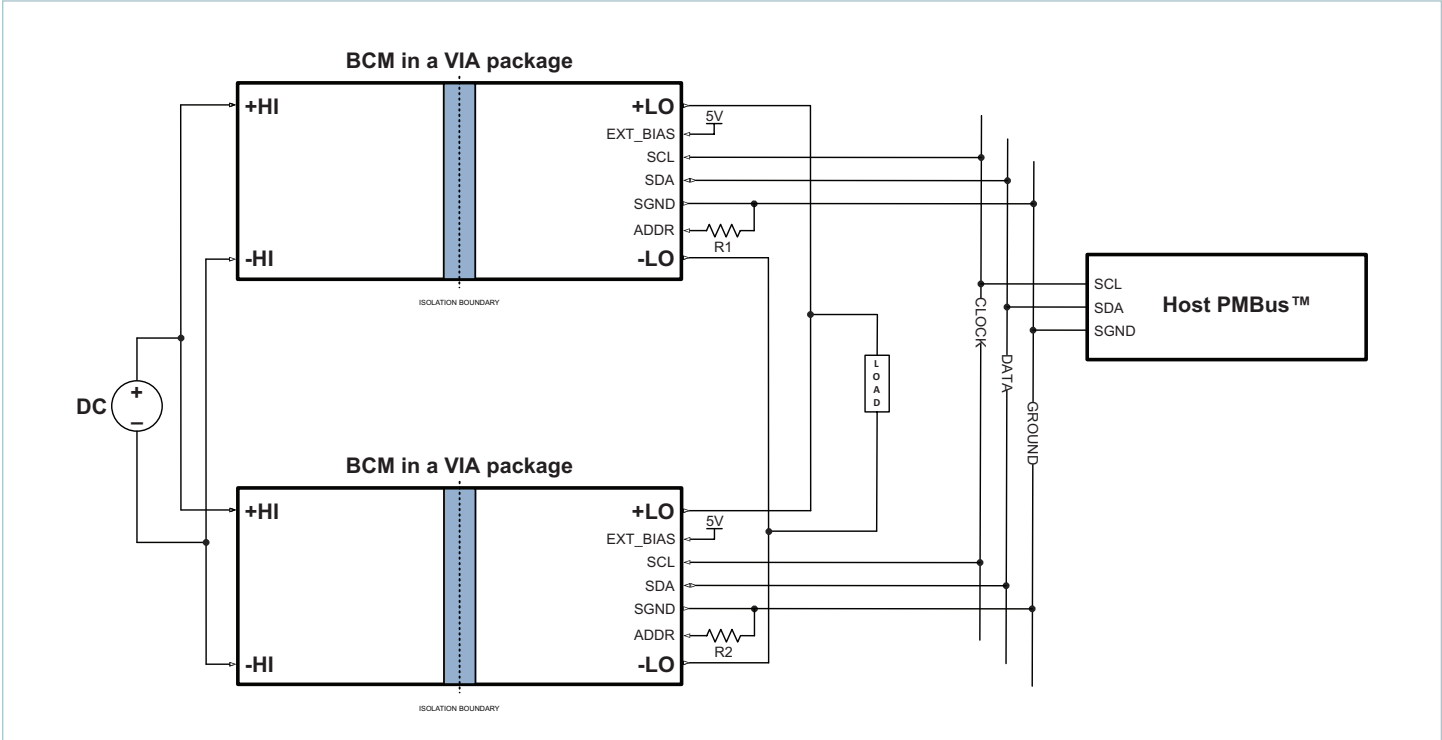 BCM in a VIA package
+HI
-HI
+LO
5V
EXT_BIAS
SCL
SDA
SGND
ADDR
R1
-LO
ISOLATION BOUNDARY
DC
+
–
LOAD
CLOCK
DATA
GROUND
SCL
SDA
SGND
Host PMBus™
BCM in a VIA package
+HI
-HI
+LO
5V
EXT_BIAS
SCL
SDA
SGND
ADDR
R2
-LO
ISOLATION BOUNDARY